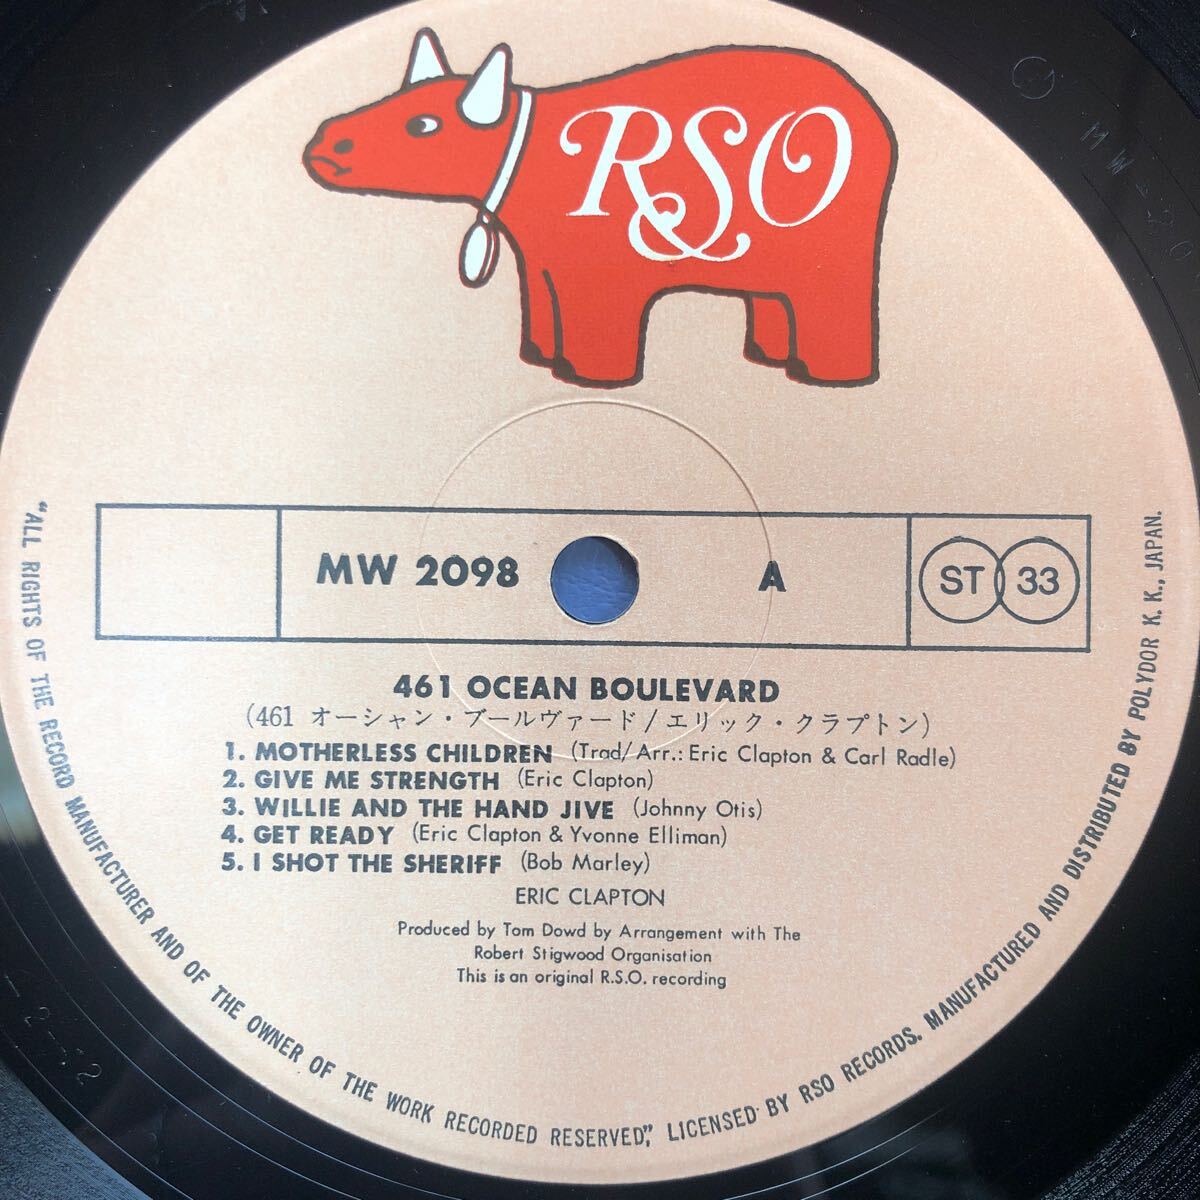 RSO
MW 2098
A
ST 33
461 OCEAN BOULEVARD
(461 オーシャン・ブールヴァード/エリック・クラプトン)
1. MOTHERLESS CHILDREN (Trad/Arr.: Eric Clapton & Carl Radle)
2. GIVE ME STRENGTH (Eric Clapton)
3. WILLIE AND THE HAND JIVE (Johnny Otis)
4. GET READY (Eric Clapton & Yvonne Elliman)
5. I SHOT THE SHERIFF (Bob Marley)
ERIC CLAPTON
Produced by Tom Dowd by Arrangement with The
Robert Stigwood Organisation
This is an original R.S.O. recording
"ALL RIGHTS OF THE RECORD MANUFACTURER AND OF THE OWNER OF THE WORK RECORDED RESERVED", LICENSED BY RSO RECORDS. MANUFACTURED AND DISTRIBUTED BY POLYDOR K. K., JAPAN.